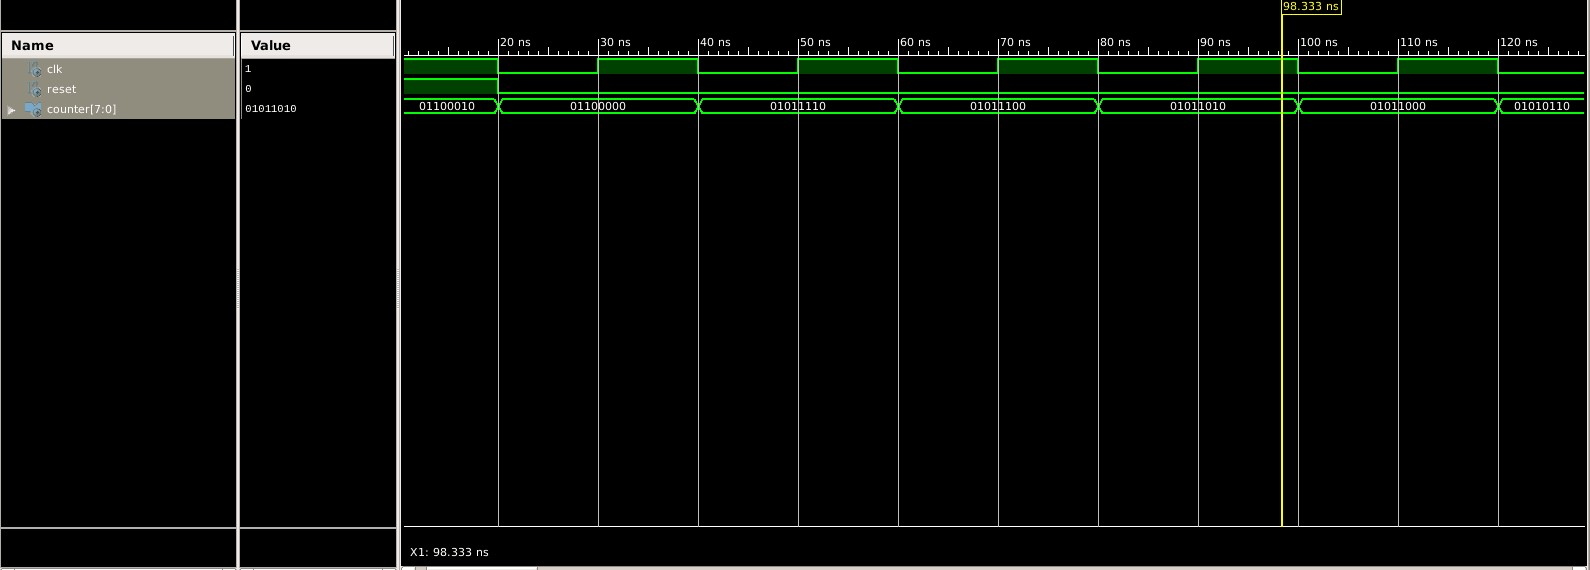 98.333 ns
Name Value
20 ns 30 ns 40 ns 50 ns 60 ns 70 ns 80 ns 90 ns 100 ns 110 ns 120 ns
clk 1
reset 0
counter[7:0] 01011010 01100010 01100000 01011110 01011100 01011010 01011000 01010110
X1: 98.333 ns